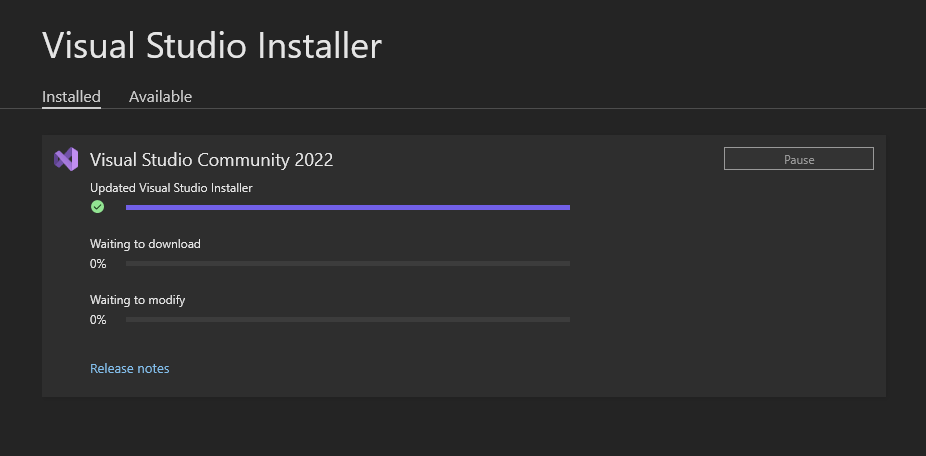 Visual Studio Installer
Installed Available
Visual Studio Community 2022
Pause
Updated Visual Studio Installer
Waiting to download
0%
Waiting to modify
0%
Release notes